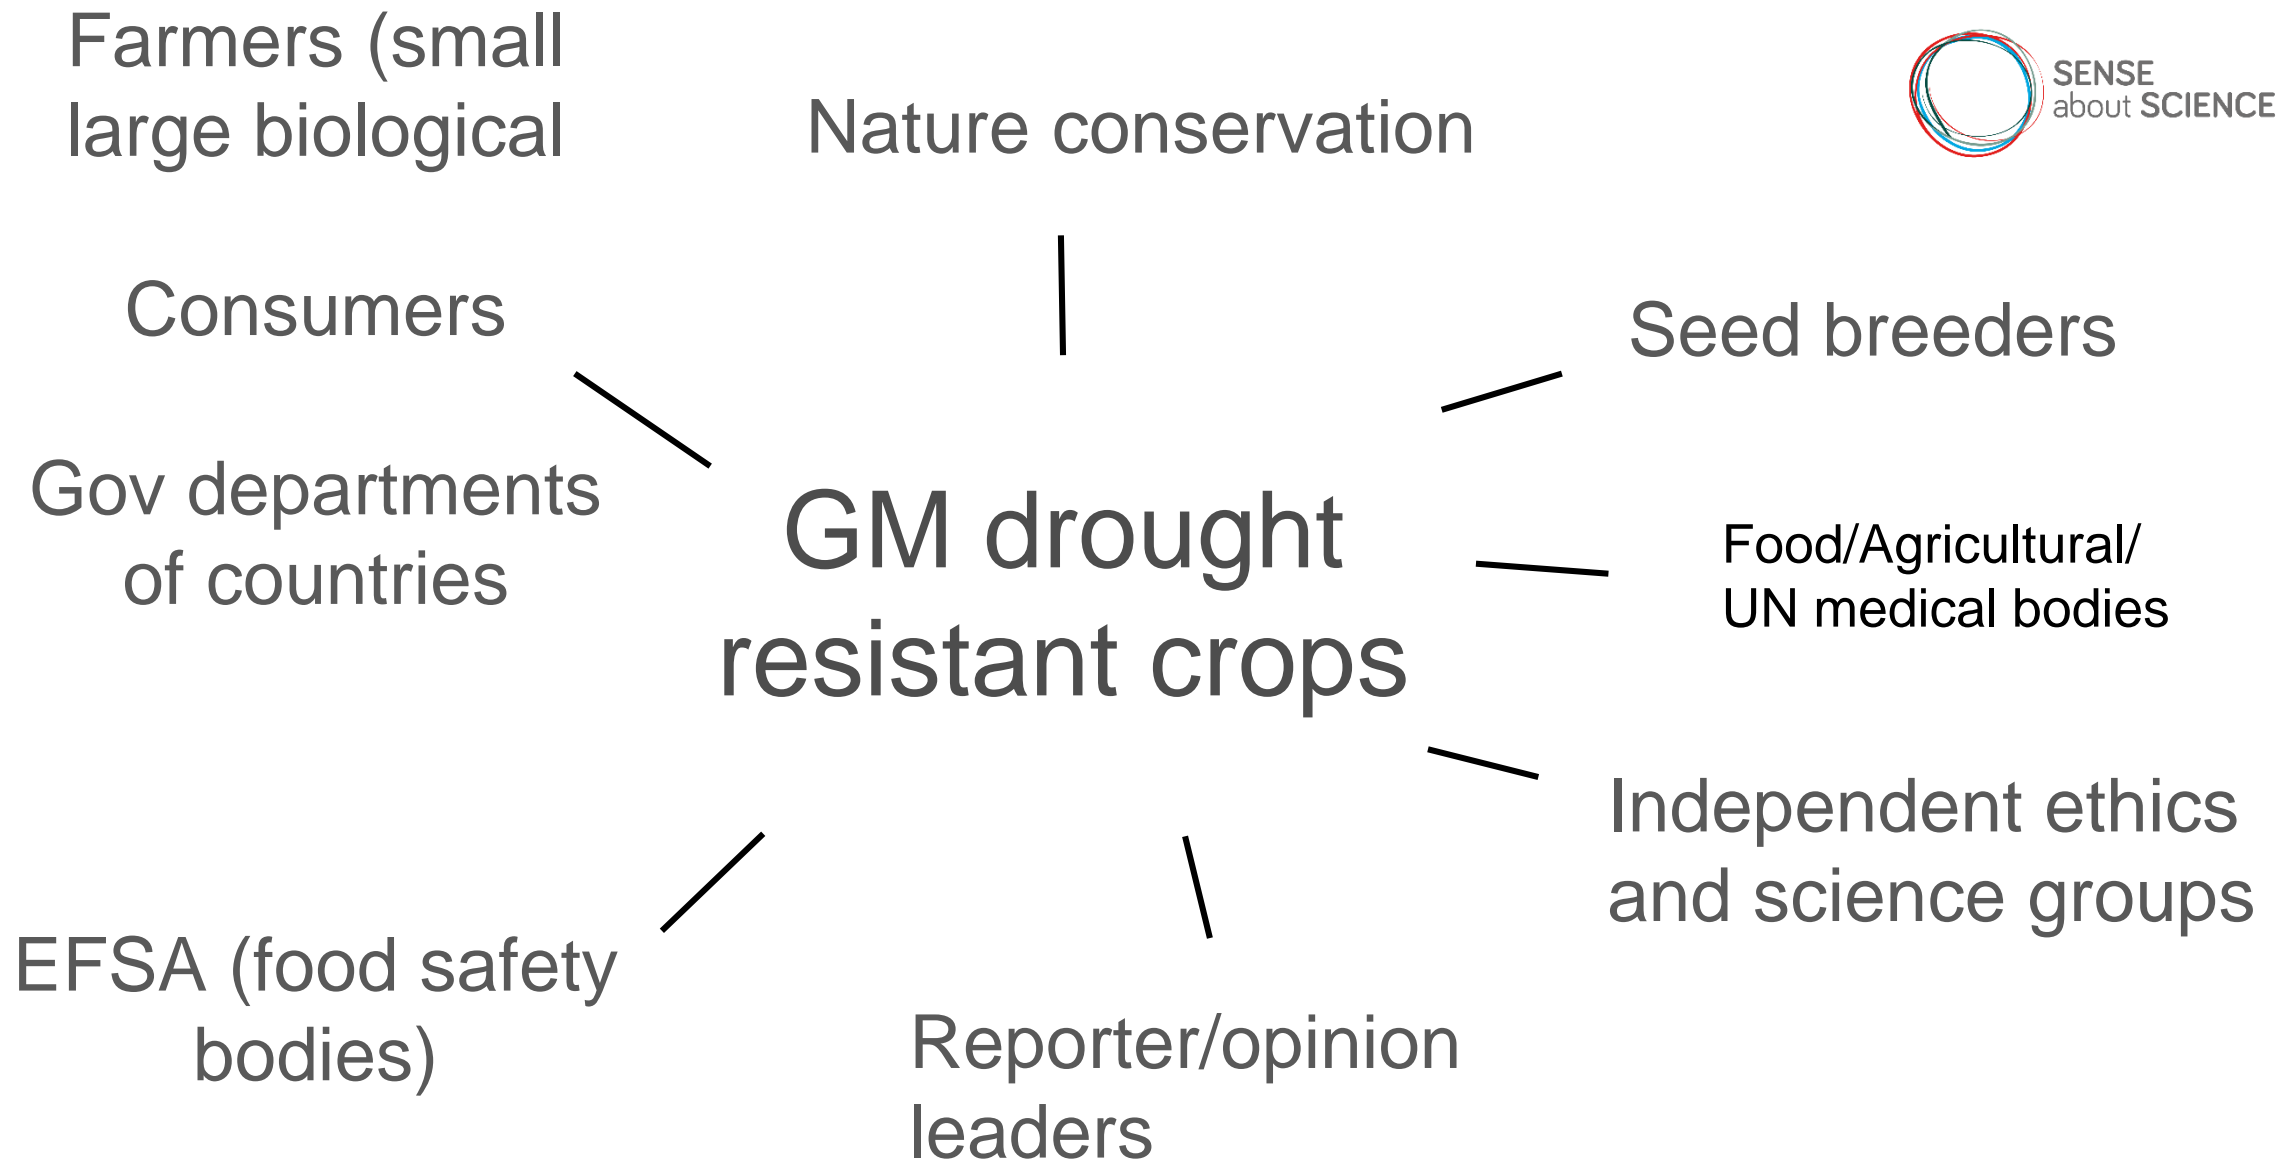 Farmers (small
large biological
Nature conservation
SENSE
about SCIENCE
Consumers
Seed breeders
Gov departments
of countries
GM drought
resistant crops
Food/Agricultural/
UN medical bodies
Independent ethics
and science groups
EFSA (food safety
bodies)
Reporter/opinion
leaders